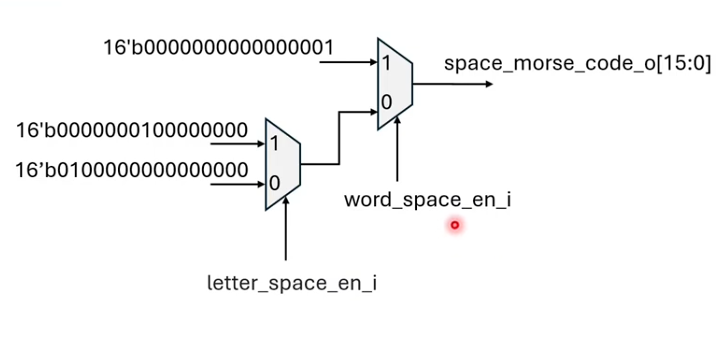 16'b0000000000000001
1
space_morse_code_o[15:0]
0
16'b0000000100000000
1
16’b0100000000000000
0
word_space_en_i
letter_space_en_i